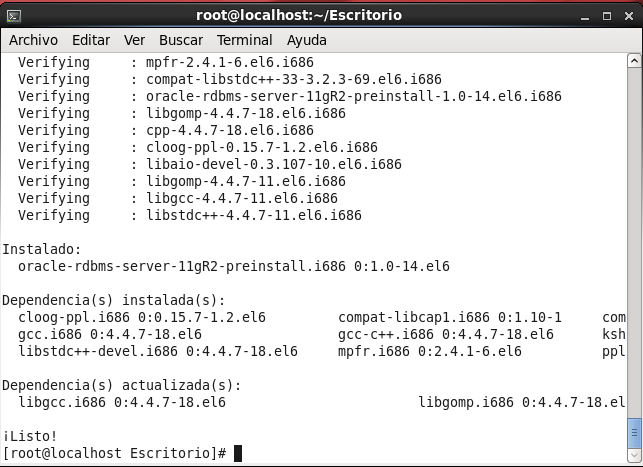 root@localhost:~/Escritorio
Archivo Editar Ver Buscar Terminal Ayuda
Verifying : mpfr-2.4.1-6.el6.i686
Verifying : compat-libstdc++-33-3.2.3-69.el6.i686
Verifying : oracle-rdbms-server-11gR2-preinstall-1.0-14.el6.i686
Verifying : libgomp-4.4.7-18.el6.i686
Verifying : cpp-4.4.7-18.el6.i686
Verifying : cloog-ppl-0.15.7-1.2.el6.i686
Verifying : libaio-devel-0.3.107-10.el6.i686
Verifying : libgomp-4.4.7-11.el6.i686
Verifying : libgcc-4.4.7-11.el6.i686
Verifying : libstdc++-4.4.7-11.el6.i686
Instalado:
oracle-rdbms-server-11gR2-preinstall.i686 0:1.0-14.el6
Dependencia(s) instalada(s):
cloog-ppl.i686 0:0.15.7-1.2.el6 compat-libcap1.i686 0:1.10-1 com
gcc.i686 0:4.4.7-18.el6 gcc-c++.i686 0:4.4.7-18.el6 ksh
libstdc++-devel.i686 0:4.4.7-18.el6 mpfr.i686 0:2.4.1-6.el6 ppl
Dependencia(s) actualizada(s):
libgcc.i686 0:4.4.7-18.el6 libgomp.i686 0:4.4.7-18.el
¡Listo!
[root@localhost Escritorio]#